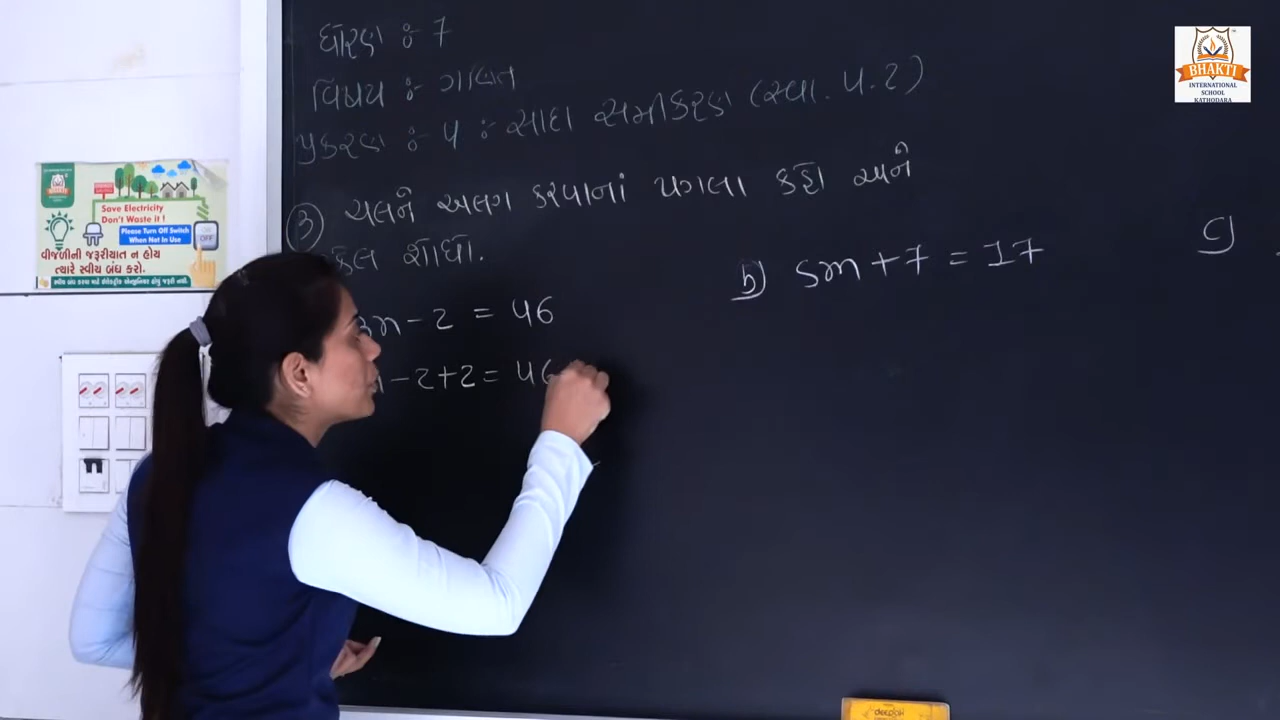 ધોરણ : 7
વિષય : ગણિત
પ્રકરણ : 4 : સાદા સમીકરણ (સ્વા. 4.2)
③ ચલને અલગ કરવાનાં પગલા કહો અને
ઉકેલ શોધો.
3n - 2 = 46
n - 2 + 2 = 46
b) 5m + 7 = 17
c)
BHAKTI
INTERNATIONAL
SCHOOL
KATHODARA
Save Electricity
Don't Waste it !
Please Turn Off Switch
When Not In Use
OFF
વીજળીની જરૂરીયાત ન હોય
ત્યારે સ્વીચ બંધ કરો.